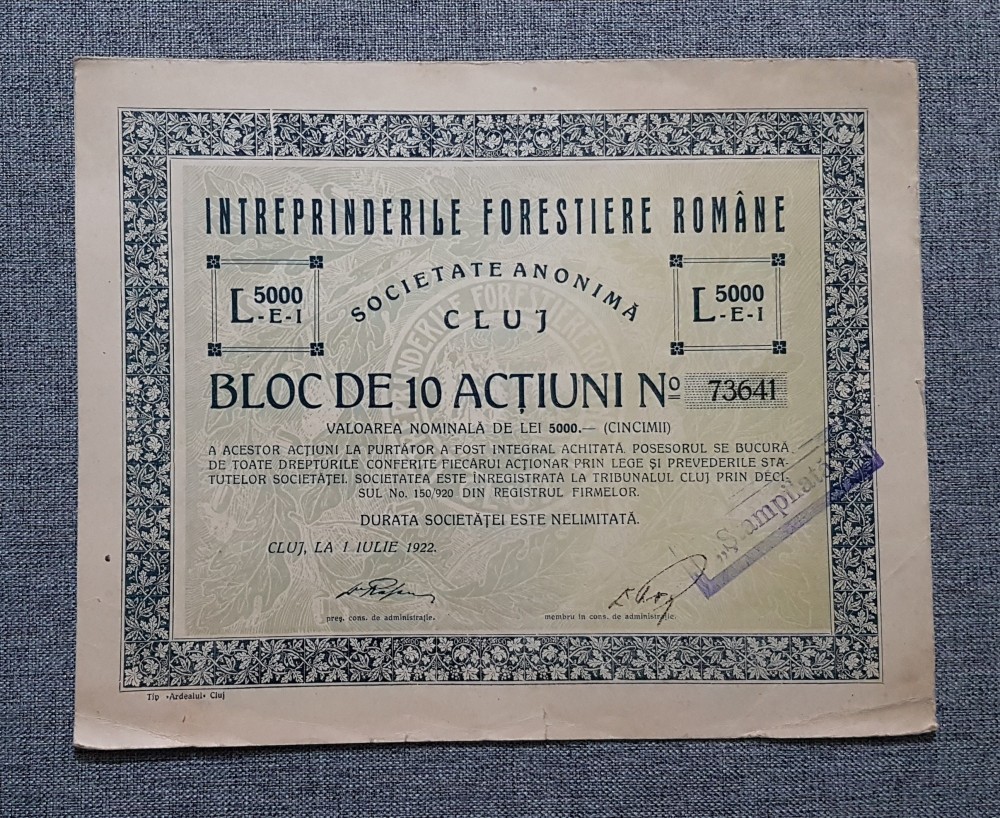 INTREPRINDERILE FORESTIERE ROMÂNE
SOCIETATE ANONIMĂ
CLUJ
5000
L-E-I
5000
L-E-I
BLOC DE 10 ACȚIUNI Nº 73641
VALOAREA NOMINALĂ DE LEI 5000.— (CINCIMII)
A ACESTOR ACȚIUNI LA PURTĂTOR A FOST INTEGRAL ACHITATĂ. POSESORUL SE BUCURĂ
DE TOATE DREPTURILE CONFERITE FIECĂRUI ACȚIONAR PRIN LEGE ȘI PREVEDERILE STA-
TUTELOR SOCIETĂȚEI. SOCIETATEA ESTE ÎNREGISTRATĂ LA TRIBUNALUL CLUJ PRIN DECI-
SUL No. 150/920 DIN REGISTRUL FIRMELOR.
DURATA SOCIETĂȚEI ESTE NELIMITATĂ.
CLUJ, LA 1 IULIE 1922.
„Ștampilată
preș. cons. de administrație.
membru in cons. de administrație.
Tip «Ardealul» Cluj